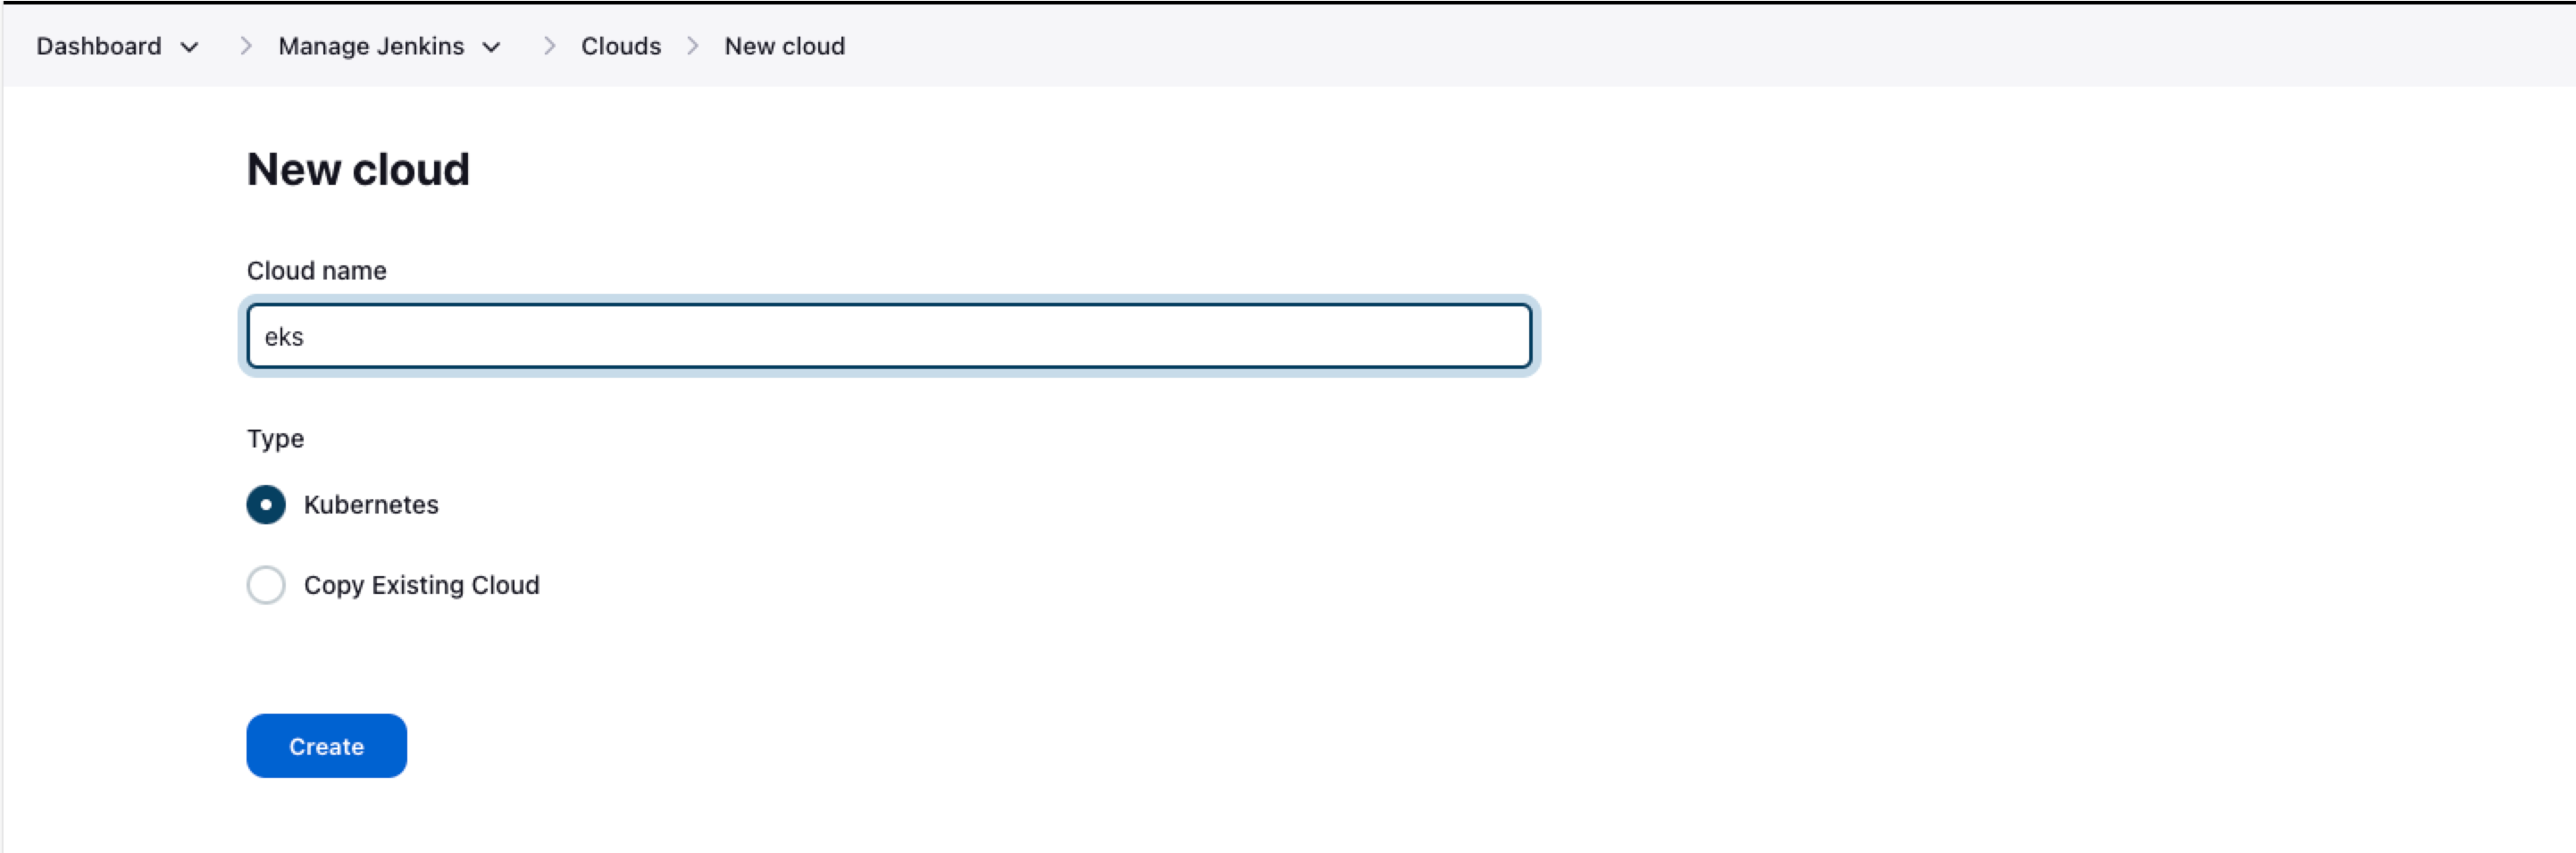 Dashboard > Manage Jenkins > Clouds > New cloud
New cloud
Cloud name
eks
Type
Kubernetes
Copy Existing Cloud
Create